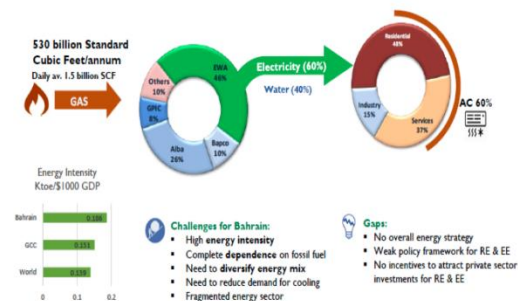 530 billion Standard
Cubic Feet/annum
Daily av. 1.5 billion SCF
GAS
EWA
46%
Others
10%
GPIC
8%
Alba
26%
Bapco
10%
Electricity (60%)
Water (40%)
Residential
48%
Industry
15%
Services
37%
AC 60%
Energy Intensity
Ktoe/$1000 GDP
Bahrain
0.188
GCC
0.151
World
0 0.1 0.2
Challenges for Bahrain:
▪ High energy intensity
▪ Complete dependence on fossil fuel
▪ Need to diversify energy mix
▪ Need to reduce demand for cooling
▪ Fragmented energy sector
Gaps:
▪ No overall energy strategy
▪ Weak policy framework for RE & EE
▪ No incentives to attract private sector
investments for RE & EE